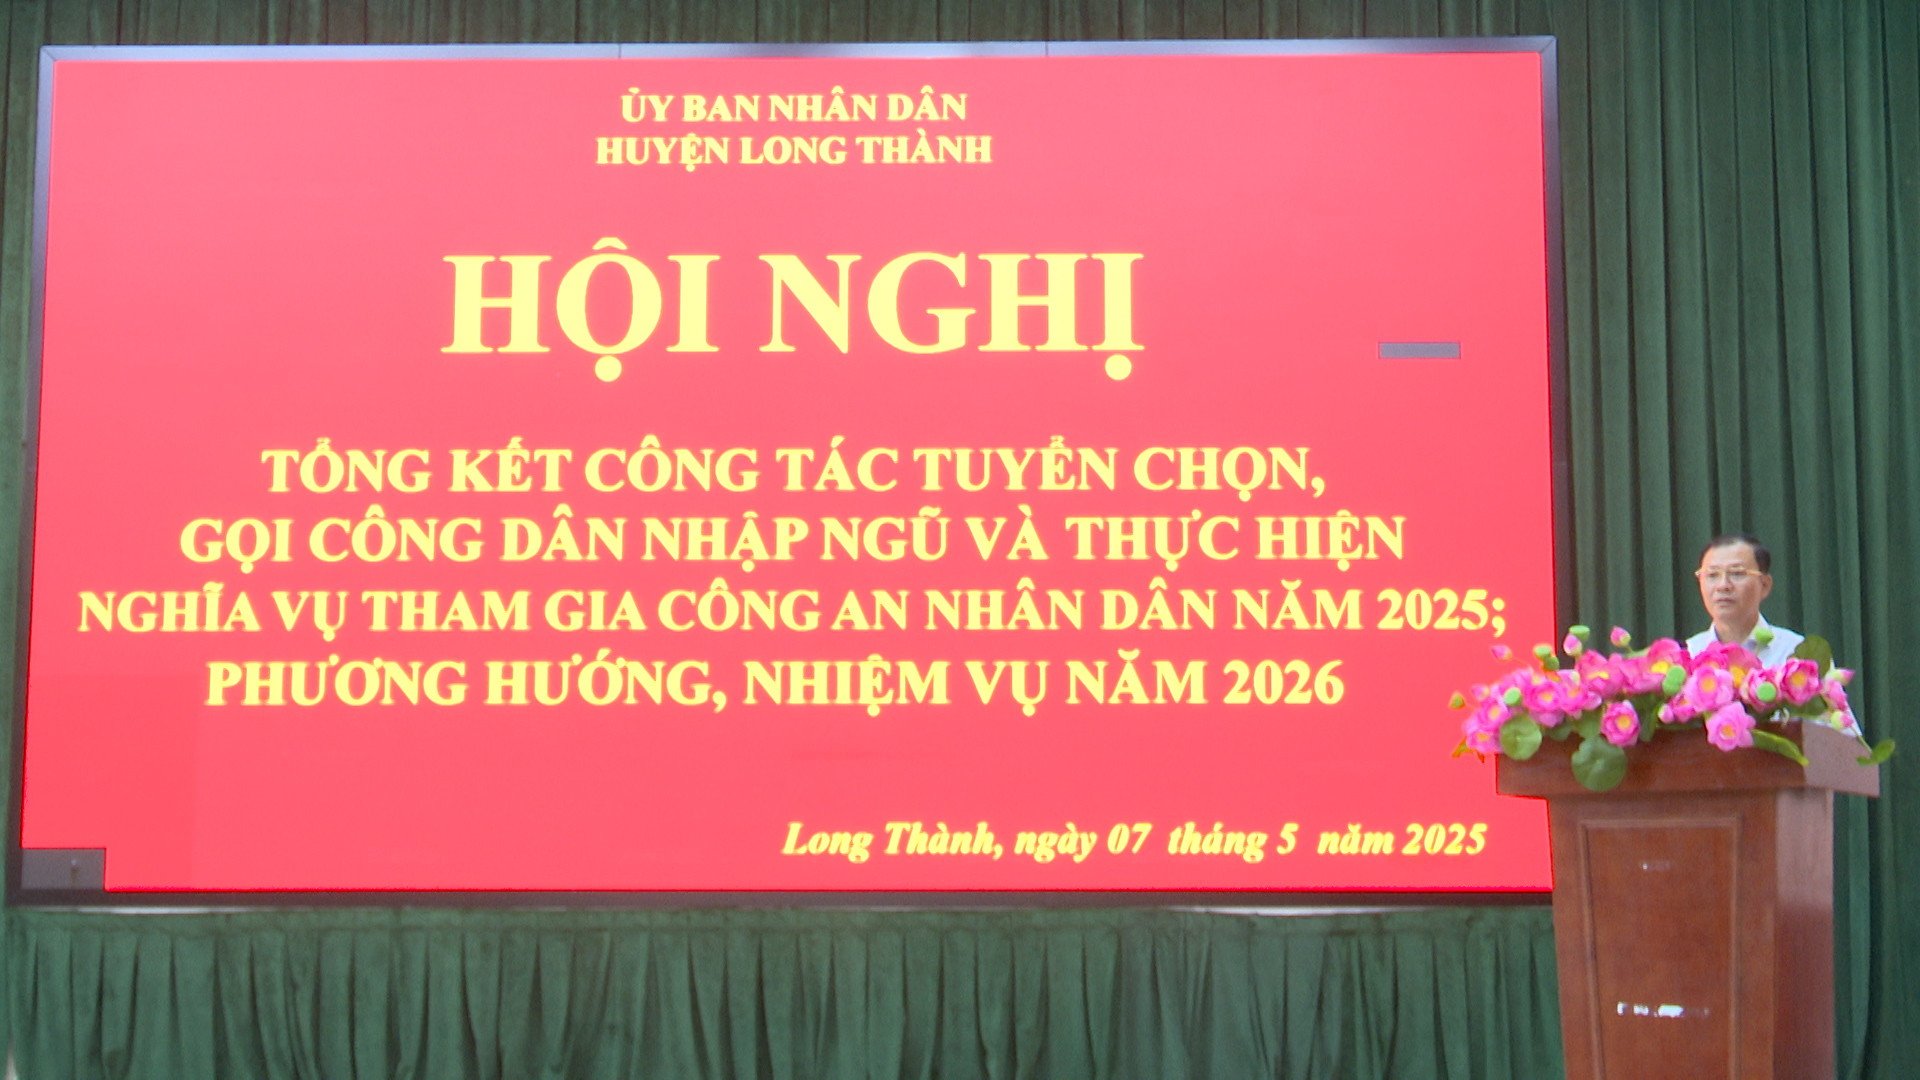 ỦY BAN NHÂN DÂN
HUYỆN LONG THÀNH
HỘI NGHỊ
TỔNG KẾT CÔNG TÁC TUYỂN CHỌN,
GỌI CÔNG DÂN NHẬP NGŨ VÀ THỰC HIỆN
NGHĨA VỤ THAM GIA CÔNG AN NHÂN DÂN NĂM 2025;
PHƯƠNG HƯỚNG, NHIỆM VỤ NĂM 2026
Long Thành, ngày 07 tháng 5 năm 2025